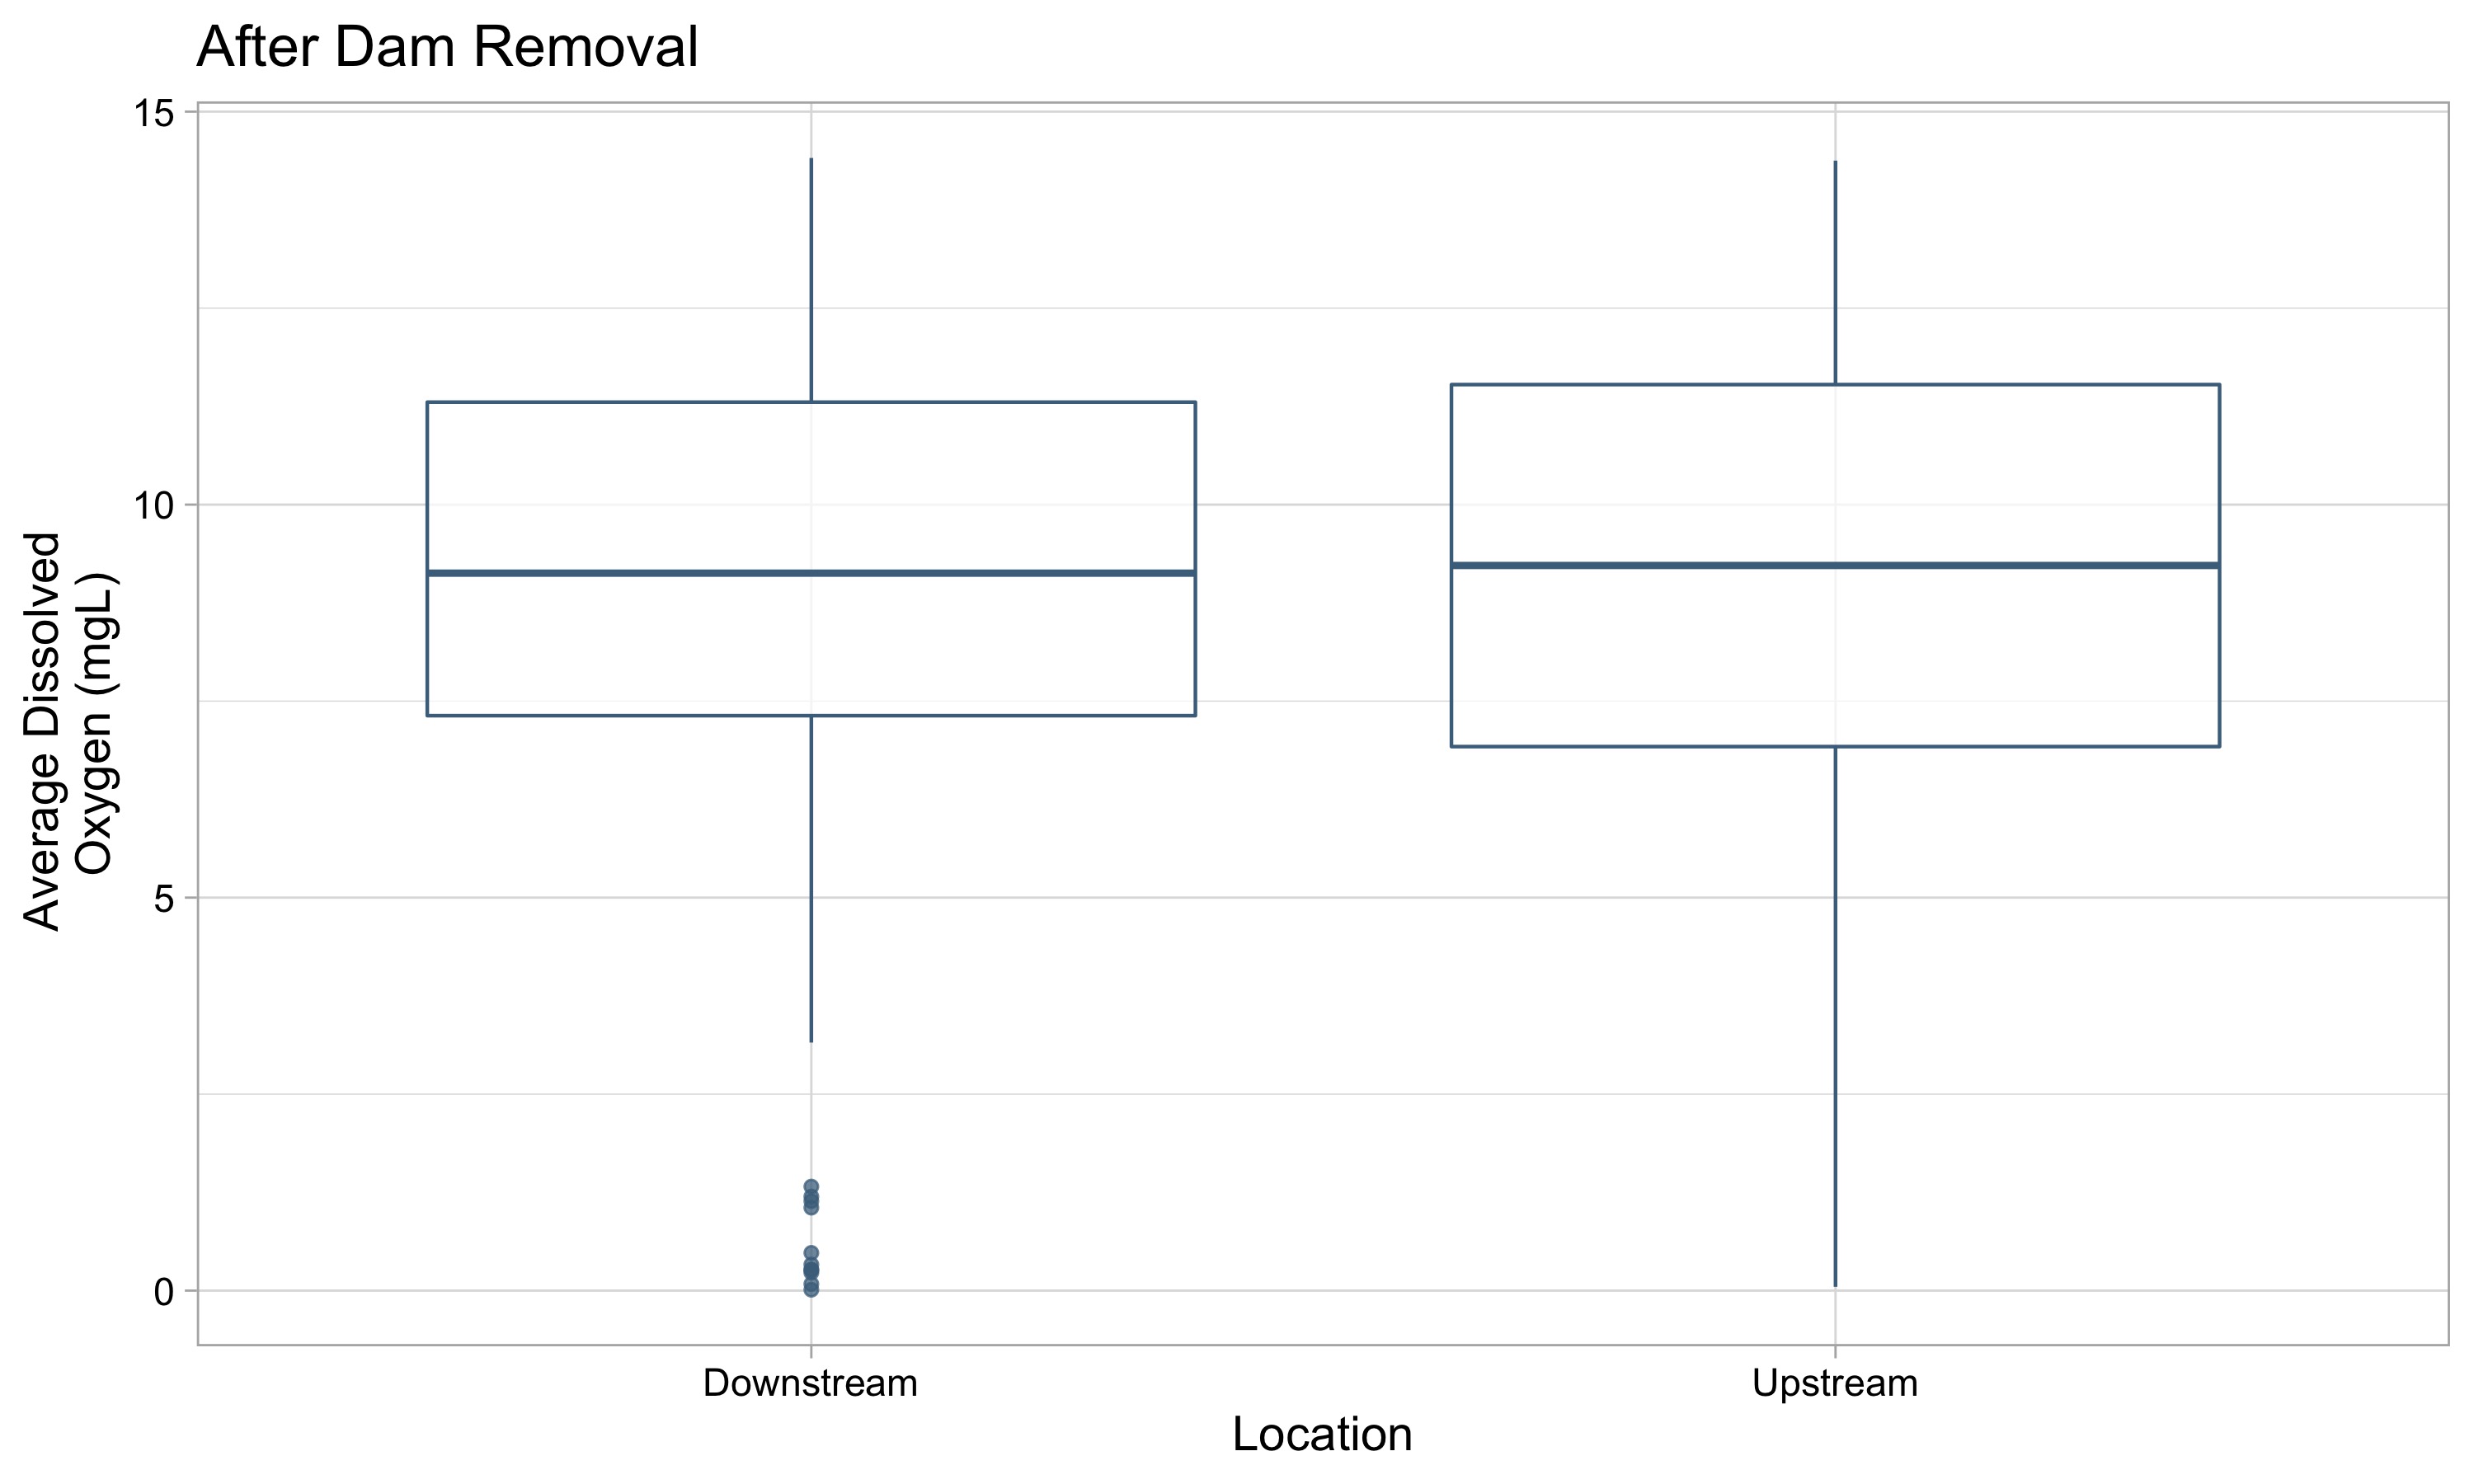 After Dam Removal
15
10
5
0
Average Dissolved
Oxygen (mgL)
Downstream
Upstream
Location